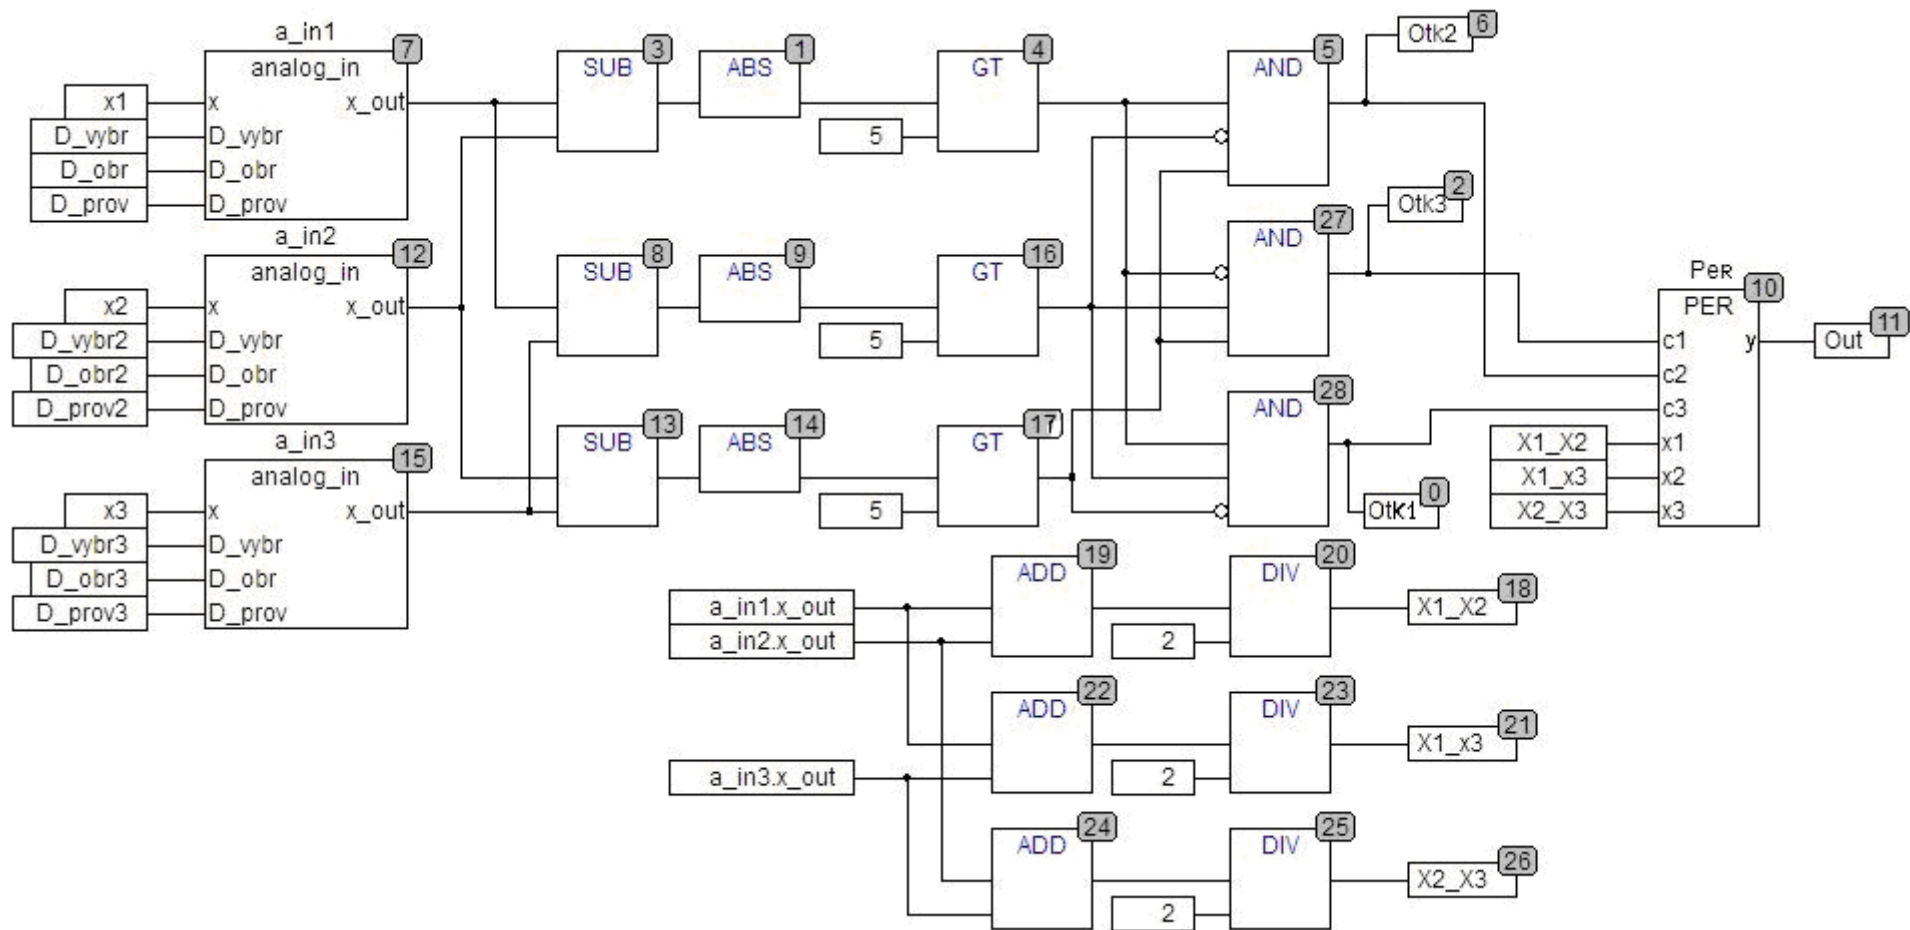 a_in1
7
analog_in
x1
x
x_out
D_vybr
D_vybr
D_obr
D_obr
D_prov
D_prov
a_in2
12
analog_in
x2
x
x_out
D_vybr2
D_vybr
D_obr2
D_obr
D_prov2
D_prov
a_in3
15
analog_in
x3
x
x_out
D_vybr3
D_vybr
D_obr3
D_obr
D_prov3
D_prov
SUB
3
ABS
1
GT
4
5
AND
5
Otk2
6
SUB
8
ABS
9
GT
16
5
AND
27
Otk3
2
SUB
13
ABS
14
GT
17
5
AND
28
Otk1
0
Per
PER
10
c1
y
c2
c3
X1_X2
x1
X1_x3
x2
X2_X3
x3
Out
11
a_in1.x_out
a_in2.x_out
ADD
19
2
DIV
20
X1_X2
18
ADD
22
a_in3.x_out
2
DIV
23
X1_x3
21
ADD
24
2
DIV
25
X2_X3
26